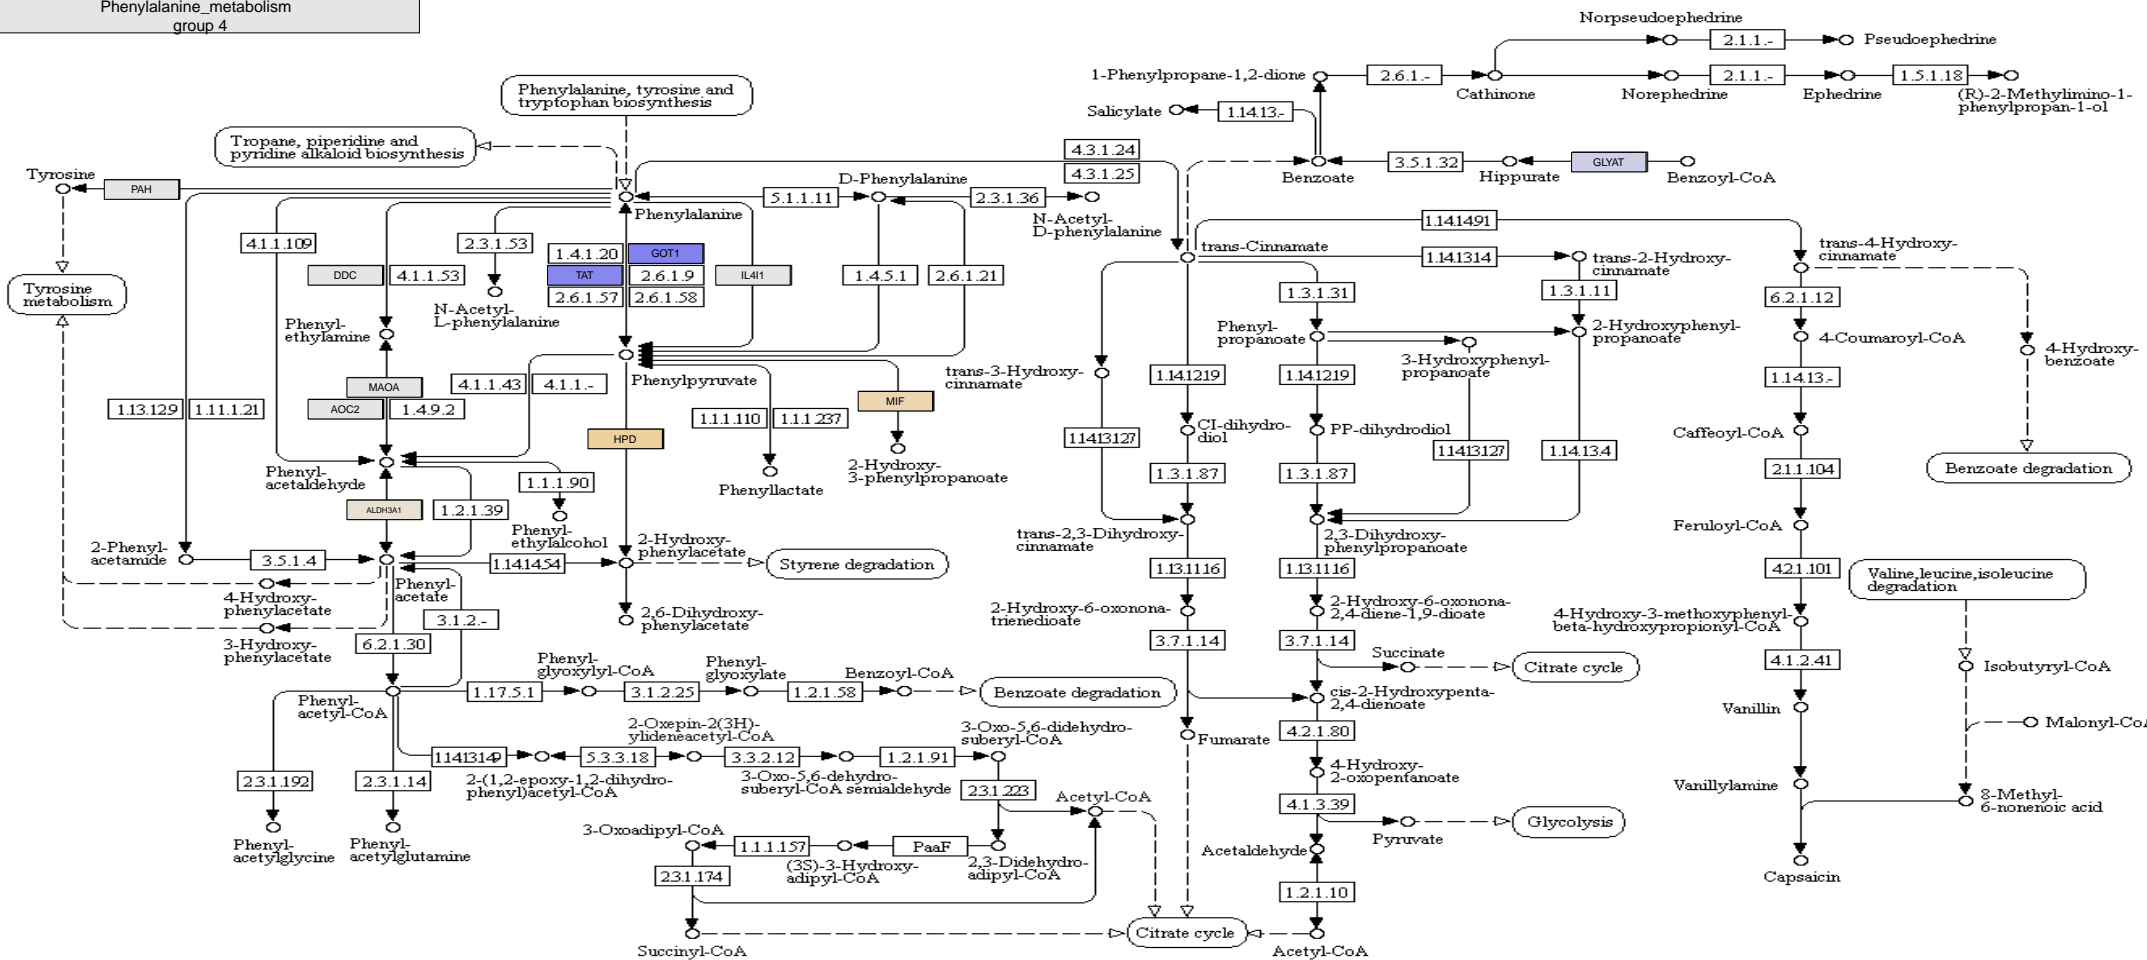 Phenylalanine_metabolism
group 4
Norpseudoephedrine
2.1.1.-
Pseudoephedrine
1-Phenylpropane-1,2-dione
2.6.1.-
Cathinone
2.1.1.-
Norephedrine
Ephedrine
1.5.1.18
(R)-2-Methylimino-1-
phenylpropan-1-ol
Salicylate
1.14.13.-
Phenylalanine, tyrosine and
trypfophan biosynthesis
Tropane, piperidine and
pyridine alkaloid biosynthesis
4.3.1.24
4.3.1.25
Benzoate
3.5.1.32
Hippurate
GLYAT
Benzoyl-CoA
Tyrosine
PAH
Phenylalanine
5.1.1.11
D-Phenylalanine
2.3.1.36
N-Acetyl-
D-phenylalanine
4.1.1.109
2.3.1.53
1.4.1.20
GOT1
DDC
4.1.1.53
TAT
2.6.1.9
IL4I1
1.4.5.1
2.6.1.21
2.6.1.57
2.6.1.58
N-Acetyl-
L-phenylalanine
Tyrosine
metabolism
Phenyl-
ethylamine
trans-Cinnamate
1.14.14.91
1.14.13.14
trans-2-Hydroxy-
cinnamate
trans-4-Hydroxy-
cinnamate
1.3.1.31
1.3.1.11
6.2.1.12
Phenyl-
propanoate
2-Hydroxyphenyl-
propanoate
4-Coumaroyl-CoA
4-Hydroxy-
benzoate
3-Hydroxyphenyl-
propanoate
trans-3-Hydroxy-
cinnamate
1.14.12.19
1.14.12.19
1.14.13.-
Phenylpyruvate
4.1.1.43
4.1.1.-
MAOA
AOC2
1.4.9.2
1.13.12.9
1.11.1.21
1.1.1.110
1.1.1.237
MIF
HPD
CI-dihydro-
diol
PP-dihydrodiol
1.14.13.127
1.14.13.127
1.14.13.4
Caffeoyl-CoA
2.1.1.104
Benzoate degradation
Phenyl-
acetaldehyde
1.1.1.90
Phenyllactate
2-Hydroxy-
3-phenylpropanoate
1.3.1.87
1.3.1.87
ALDH3A1
1.2.1.39
Phenyl-
ethylalcohol
trans-2,3-Dihydroxy-
cinnamate
2,3-Dihydroxy-
phenylpropanoate
Feruloyl-CoA
2-Phenyl-
acetamide
3.5.1.4
Phenyl-
acetate
1.14.14.54
2-Hydroxy-
phenylacetate
Styrene degradation
1.13.11.16
1.13.11.16
4.2.1.101
Valine,leucine,isoleucine
degradation
4-Hydroxy-
phenylacetate
3-Hydroxy-
phenylacetate
3.1.2.-
6.2.1.30
2,6-Dihydroxy-
phenylacetate
2-Hydroxy-6-oxonona-
trienedioate
2-Hydroxy-6-oxonona-
2,4-diene-1,9-dioate
4-Hydroxy-3-methoxyphenyl-
beta-hydroxypropionyl-CoA
3.7.1.14
3.7.1.14
Succinate
Citrate cycle
4.1.2.41
Isobutyryl-CoA
Phenyl-
acetyl-CoA
1.17.5.1
Phenyl-
glyoxylyl-CoA
3.1.2.25
Phenyl-
glyoxylate
1.2.1.58
Benzoyl-CoA
Benzoate degradation
cis-2-Hydroxypenta-
2,4-dienoate
Vanillin
Malonyl-CoA
1.14.13.149
2-Oxepin-2(3H)-
ylideneacetyl-CoA
5.3.3.18
3.3.2.12
1.2.1.91
3-Oxo-5,6-didehydro-
suberyl-CoA
Fumarate
4.2.1.80
2-(1,2-epoxy-1,2-dihydro-
phenyl)acetyl-CoA
3-Oxo-5,6-dehydro-
suberyl-CoA semialdehyde
2.3.1.192
2.3.1.14
2.3.1.223
4-Hydroxy-
2-oxopentanoate
Vanillylamine
8-Methyl-
6-nonenoic acid
Acetyl-CoA
4.1.3.39
Pyruvate
Glycolysis
Phenyl-
acetylglycine
Phenyl-
acetylglutamine
3-Oxoadipyl-CoA
1.1.1.157
(3S)-3-Hydroxy-
adipyl-CoA
PaaF
2,3-Didehydro-
adipyl-CoA
Acetaldehyde
2.3.1.174
1.2.1.10
Capsaicin
Succinyl-CoA
Citrate cycle
Acetyl-CoA